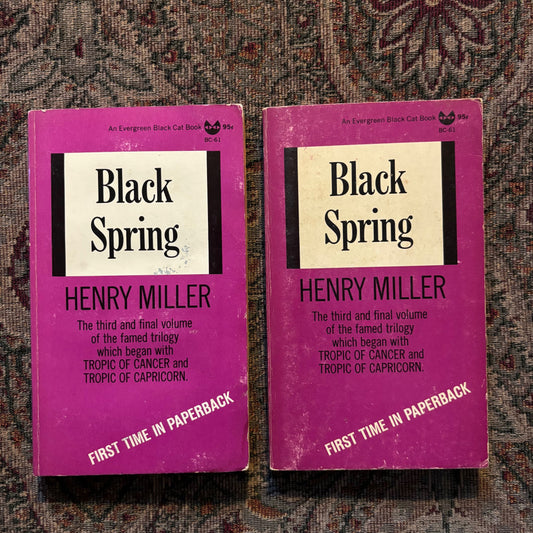 An Evergreen Black Cat Book 95¢
BC-61
Black
Spring
HENRY MILLER
The third and final volume
of the famed trilogy
which began with
TROPIC OF CANCER and
TROPIC OF CAPRICORN.
FIRST TIME IN PAPERBACK
An Evergreen Black Cat Book 95¢
BC-61
Black
Spring
HENRY MILLER
The third and final volume
of the famed trilogy
which began with
TROPIC OF CANCER and
TROPIC OF CAPRICORN.
FIRST TIME IN PAPERBACK